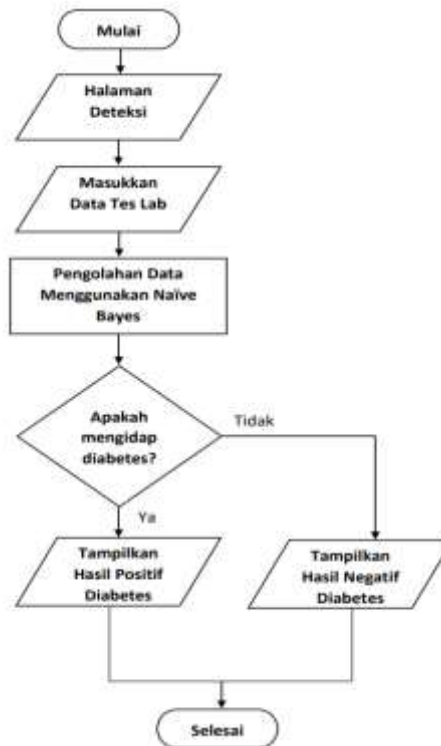 Mulai
Halaman
Deteksi
Masukkan
Data Tes Lab
Pengolahan Data
Menggunakan Naïve
Bayes
Apakah
mengidap
diabetes?
Tidak
Ya
Tampilkan
Hasil Positif
Diabetes
Tampilkan
Hasil Negatif
Diabetes
Selesai